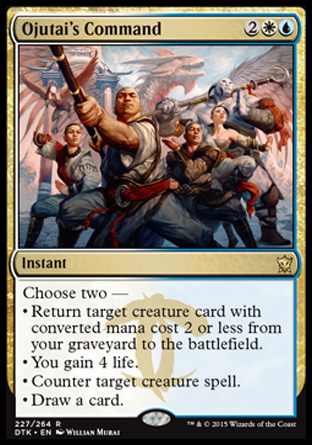 Ojutai's Command 2
Instant
Choose two —
• Return target creature card with
converted mana cost 2 or less from
your graveyard to the battlefield.
• You gain 4 life.
• Counter target creature spell.
• Draw a card.
227/264 R
DTK • EN Willian Murai
™ & © 2015 Wizards of the Coast